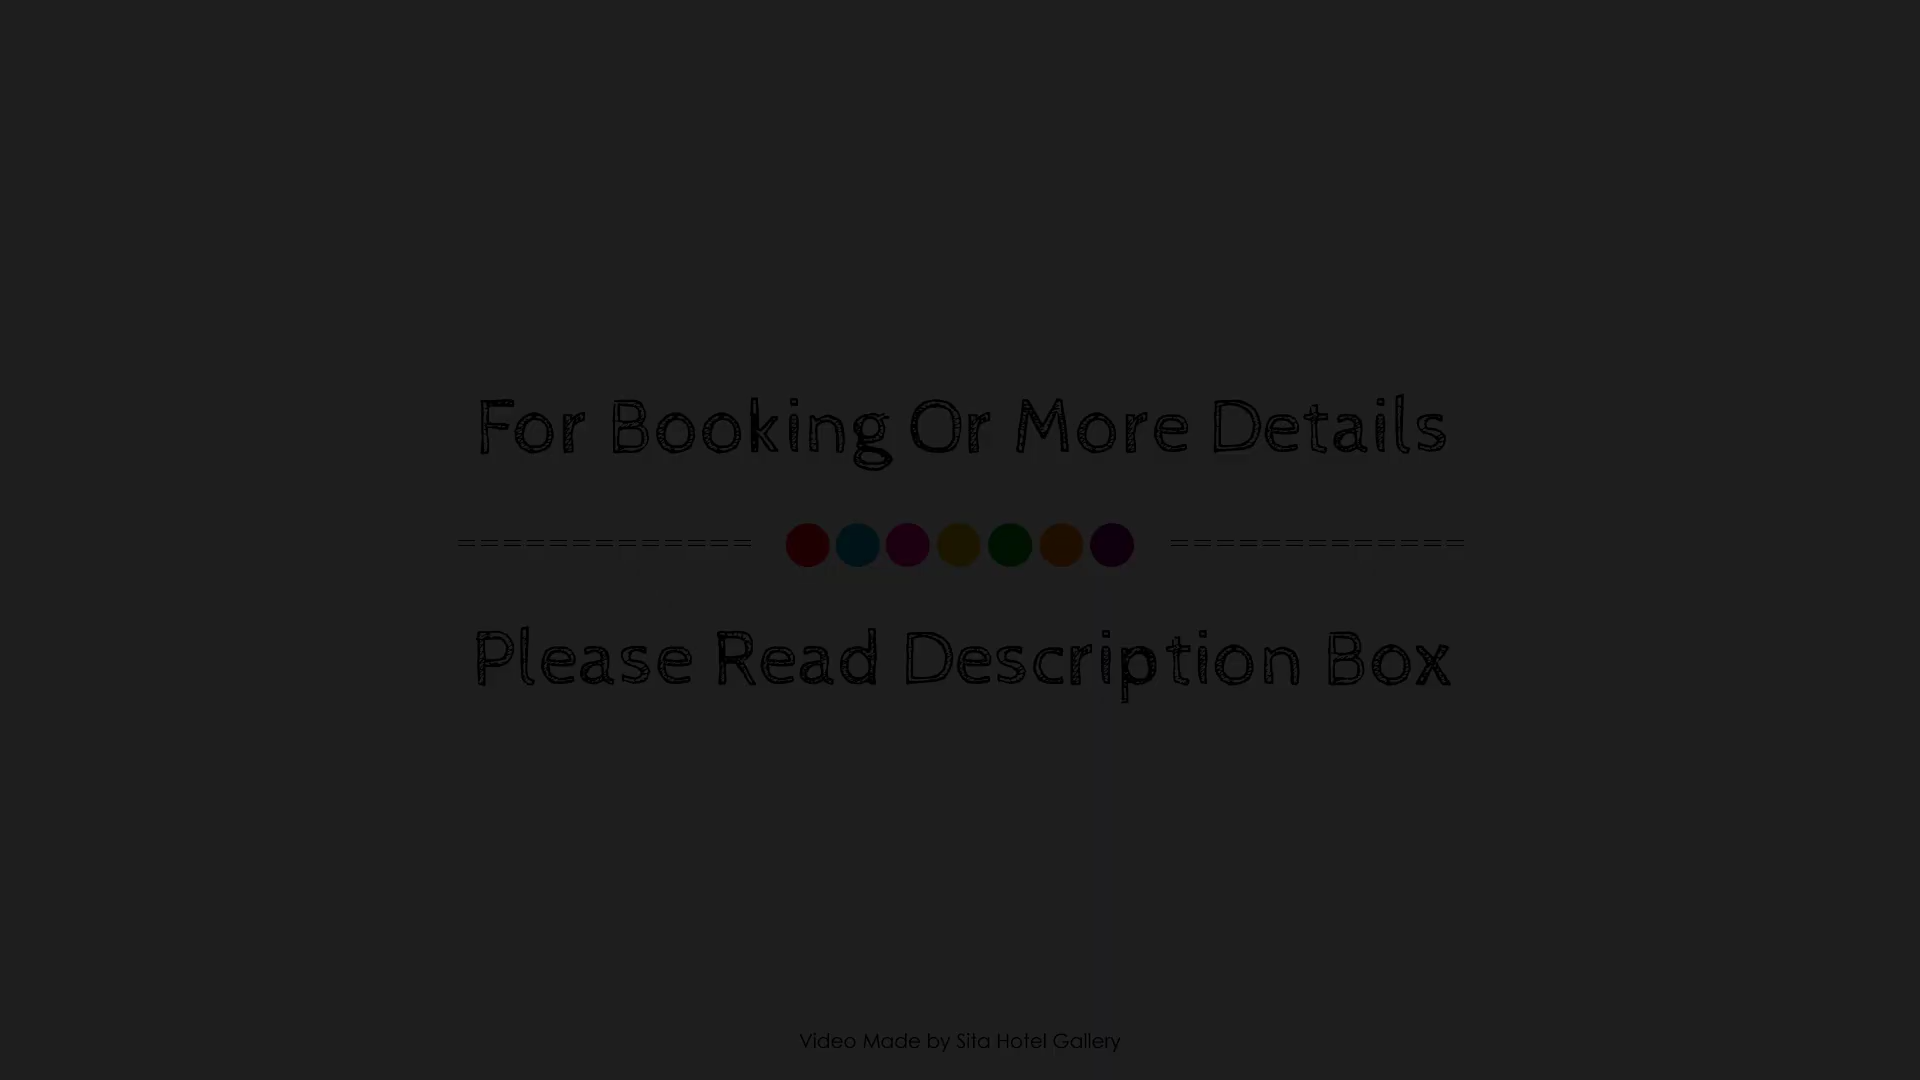 For Booking Or More Details
============= =============
Please Read Description Box
Video Made by Sita Hotel Gallery